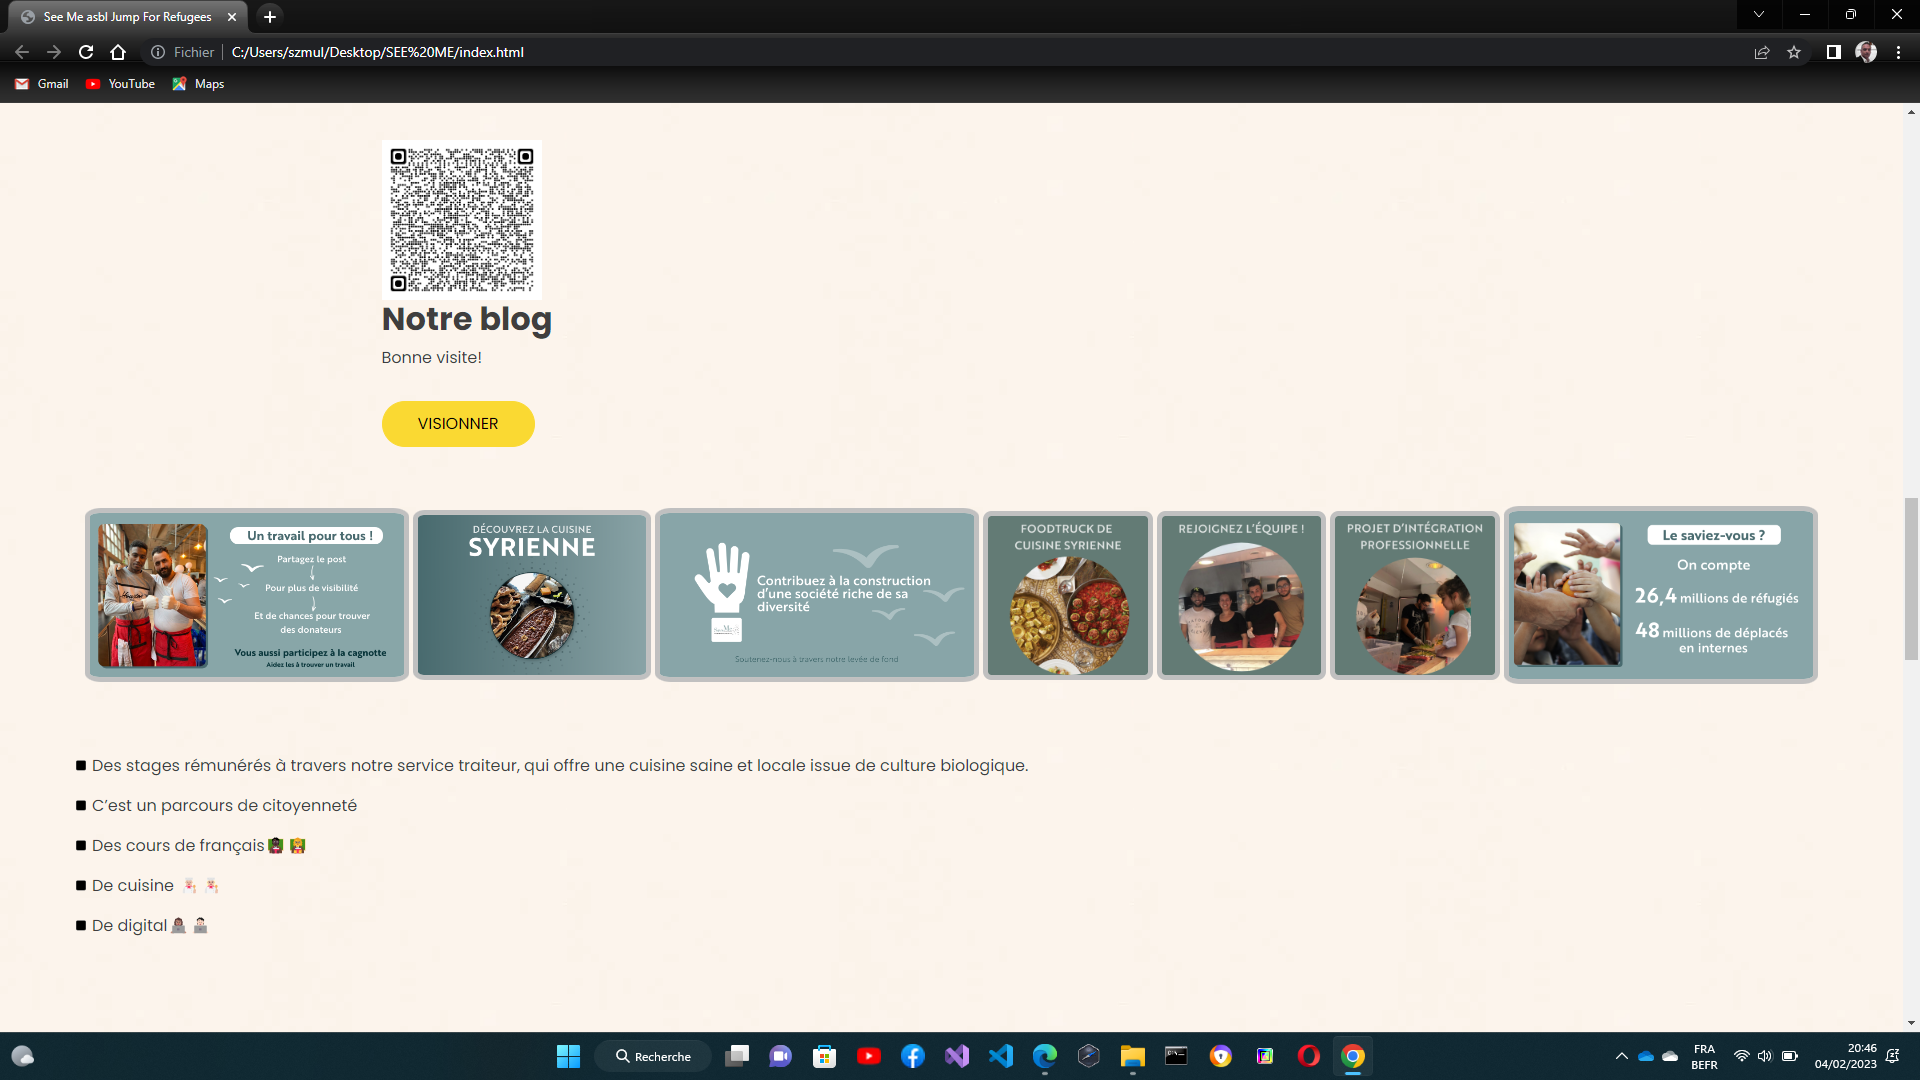 See Me asbl Jump For Refugees
Fichier C:/Users/szmul/Desktop/SEE%20ME/index.html
Gmail YouTube Maps
Notre blog
Bonne visite!
VISIONNER
Un travail pour tous !
Partagez le post
Pour plus de visibilité
Et de chances pour trouver
des donateurs
Vous aussi participez à la cagnotte
Aidez les à trouver un travail
DÉCOUVREZ LA CUISINE
SYRIENNE
Contribuez à la construction
d'une société riche de sa
diversité
Soutenez-nous à travers notre levée de fond
FOODTRUCK DE
CUISINE SYRIENNE
REJOIGNEZ L'ÉQUIPE !
PROJET D'INTÉGRATION
PROFESSIONNELLE
Le saviez-vous ?
On compte
26,4 millions de réfugiés
48 millions de déplacés
en internes
Des stages rémunérés à travers notre service traiteur, qui offre une cuisine saine et locale issue de culture biologique.
C'est un parcours de citoyenneté
Des cours de français
De cuisine
De digital
Recherche
FRA
BEFR
20:46
04/02/2023